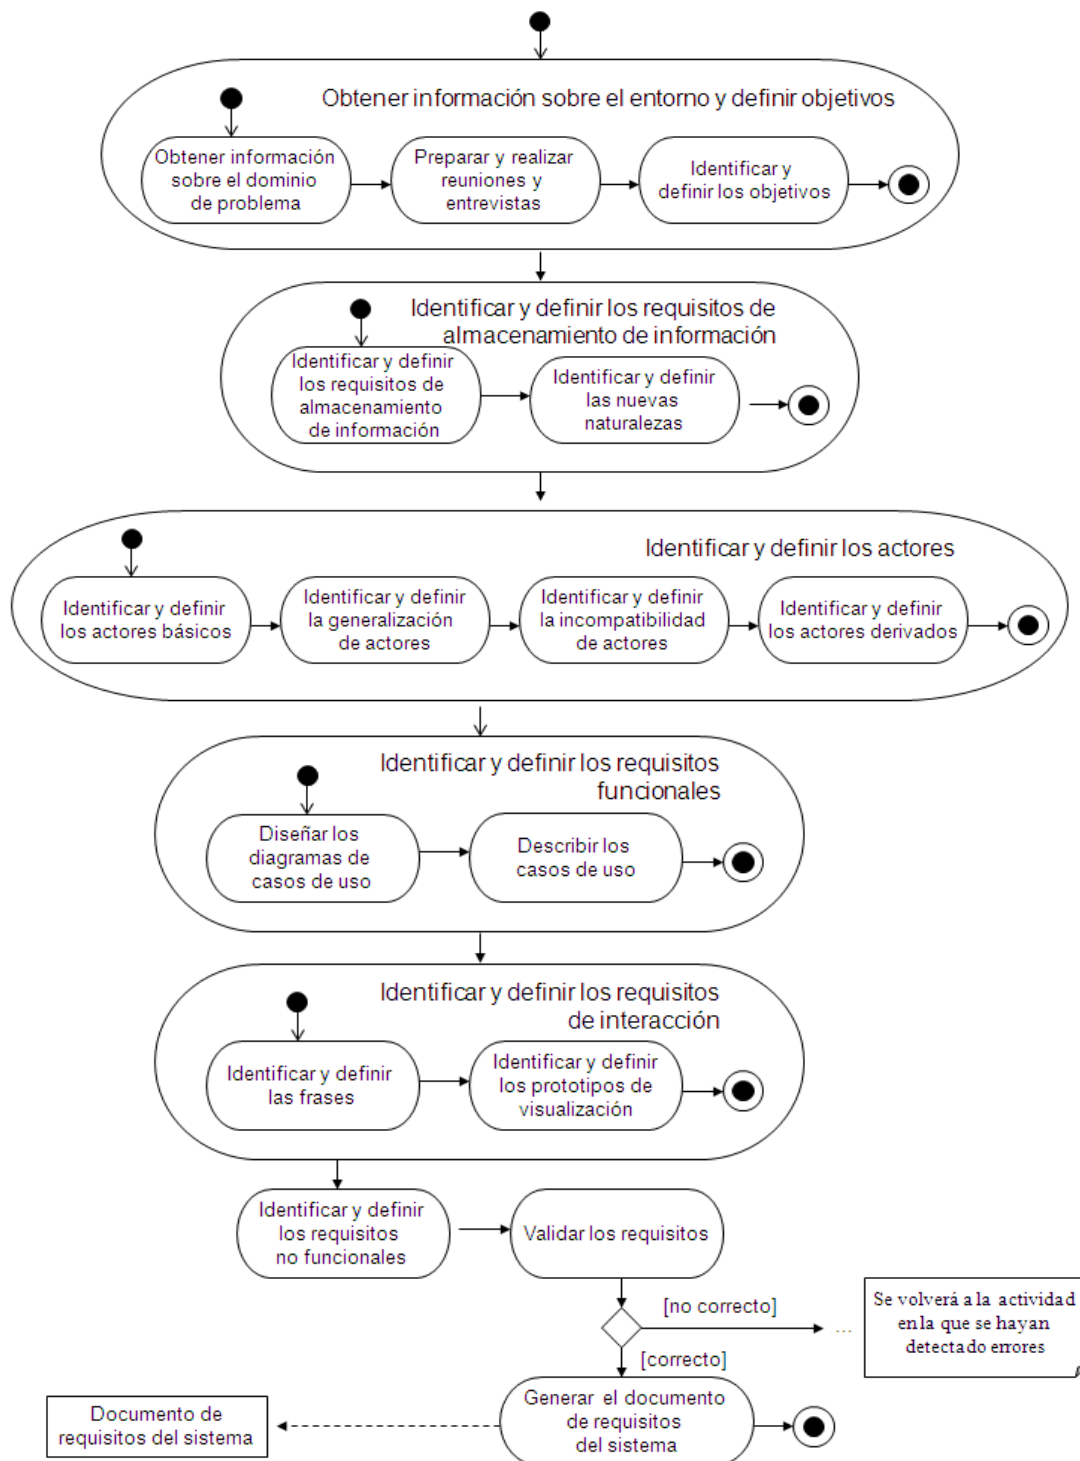 Obtener información sobre el entorno y definir objetivos
Obtener información
sobre el dominio
de problema
Preparar y realizar
reuniones y
entrevistas
Identificar y
definir los objetivos
Identificar y definir los requisitos de
almacenamiento de información
Identificar y definir
los requisitos de
almacenamiento
de información
Identificar y definir
las nuevas
naturalezas
Identificar y definir los actores
Identificar y definir
los actores básicos
Identificar y definir
la generalización
de actores
Identificar y definir
la incompatibilidad
de actores
Identificar y definir
los actores derivados
Identificar y definir los requisitos
funcionales
Diseñar los
diagramas de
casos de uso
Describir los
casos de uso
Identificar y definir los requisitos
de interacción
Identificar y definir
las frases
Identificar y definir
los prototipos de
visualización
Identificar y definir
los requisitos
no funcionales
Validar los requisitos
[no correcto]
...
Se volverá a la actividad
en la que se hayan
detectado errores
[correcto]
Generar el documento
de requisitos
del sistema
Documento de
requisitos del sistema